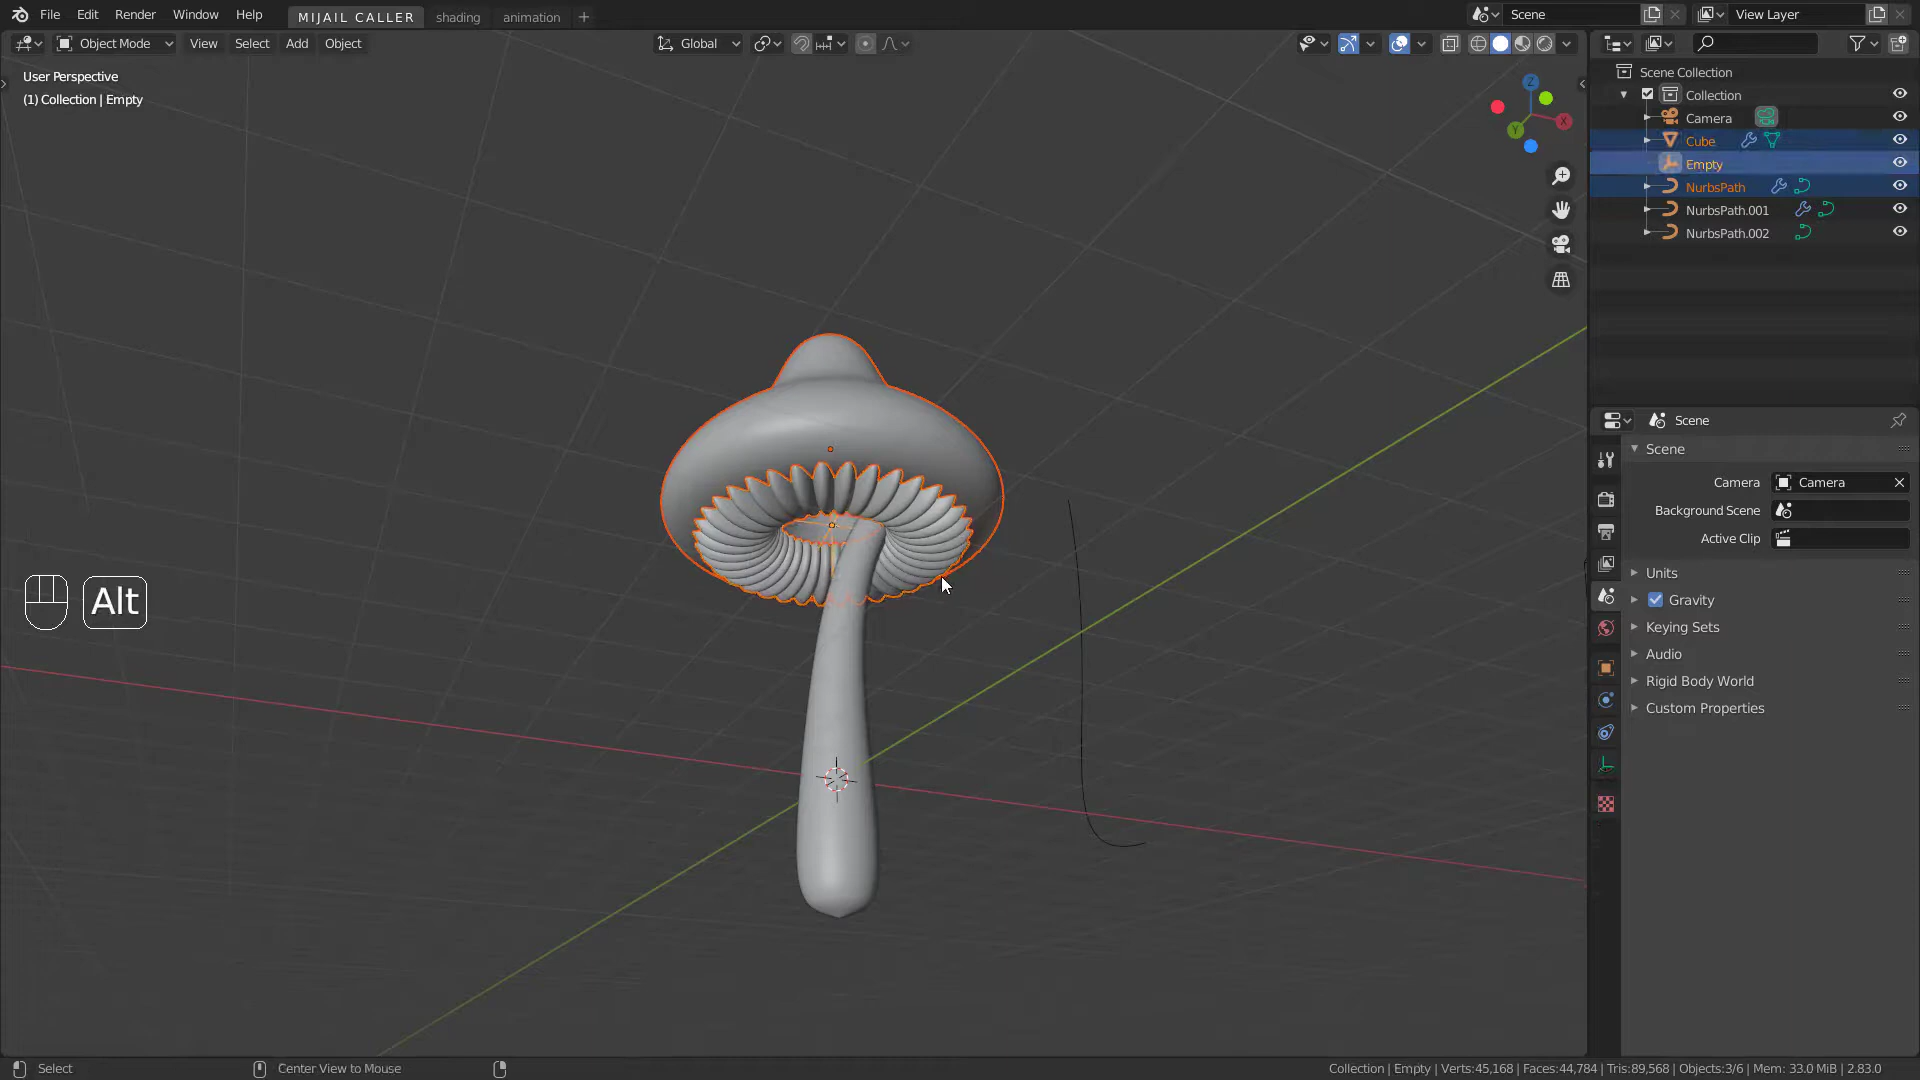 File Edit Render Window Help MIJAIL CALLER shading animation Scene View Layer
Object Mode View Select Add Object Global
User Perspective
(1) Collection | Empty
Z
X
Y
Scene Collection
Collection
Camera
Cube
Empty
NurbsPath
NurbsPath.001
NurbsPath.002
Scene
Scene
Camera Camera
Background Scene
Active Clip
Units
Gravity
Keying Sets
Audio
Rigid Body World
Custom Properties
Alt
Select Center View to Mouse Collection | Empty | Verts:45,168 | Faces:44,784 | Tris:89,568 | Objects:3/6 | Mem: 33.0 MiB | 2.83.0